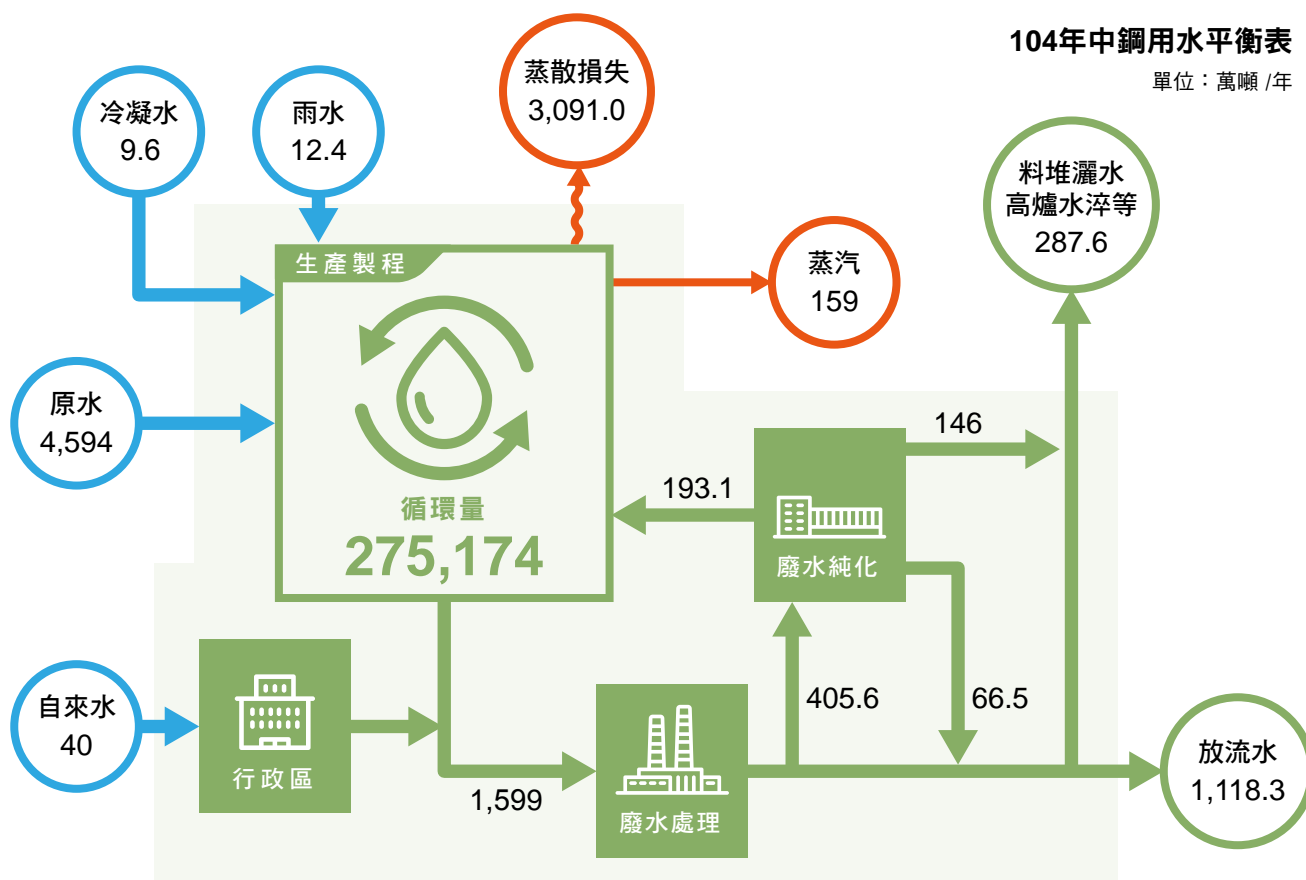 104年中鋼用水平衡表
單位：萬噸 /年
冷凝水
9.6
雨水
12.4
蒸散損失
3,091.0
料堆灑水
高爐水淬等
287.6
生產製程
蒸汽
159
原水
4,594
循環量
275,174
146
193.1
廢水純化
自來水
40
行政區
1,599
廢水處理
405.6
66.5
放流水
1,118.3